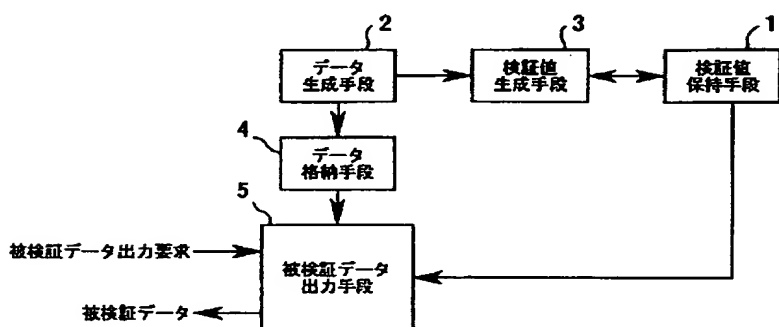 2
データ
生成手段
3
検証値
生成手段
1
検証値
保持手段
4
データ
格納手段
5
被検証データ出力要求
被検証データ
出力手段
被検証データ